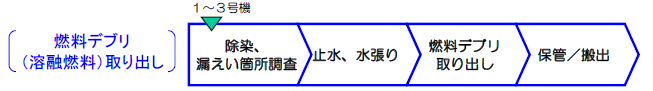 1~3号機
燃料デブリ
(溶融燃料)取り出し
除染、
漏えい箇所調査
止水、水張り
燃料デブリ
取り出し
保管/搬出